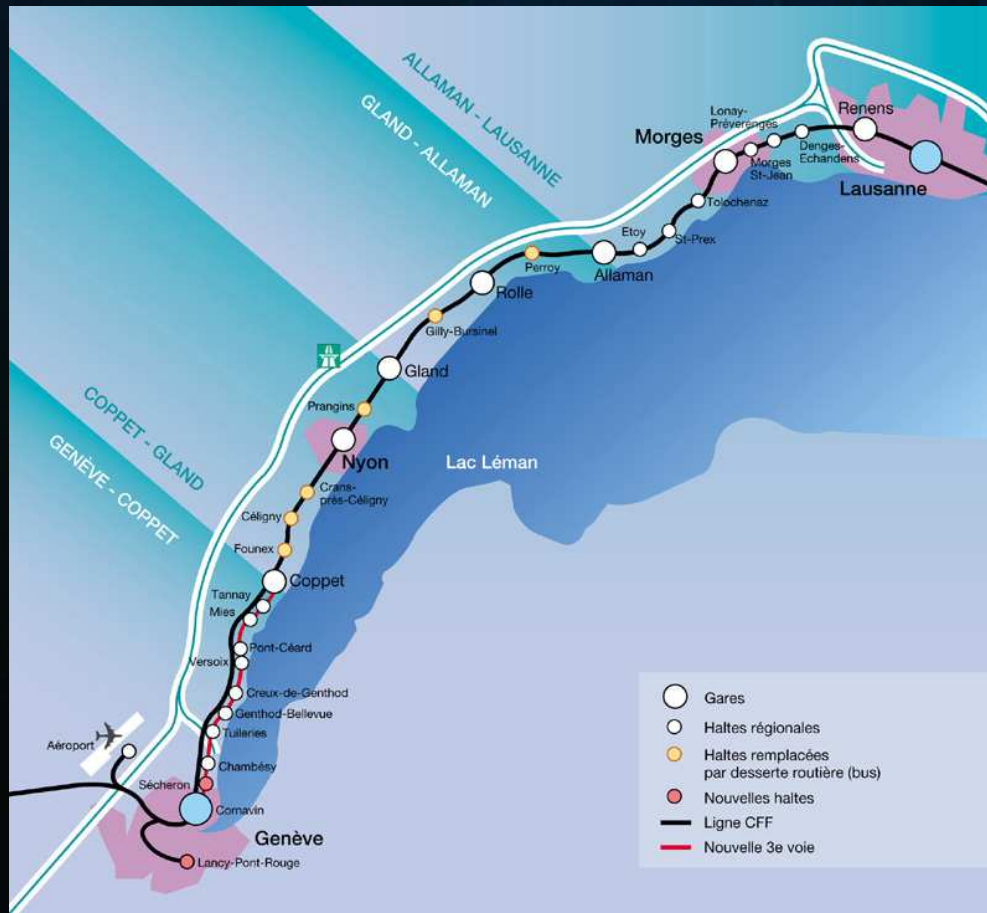 ALLAMAN - LAUSANNE
GLAND - ALLAMAN
COPPET - GLAND
GENÈVE - COPPET
Renens
Lausanne
Denges-
Echandens
Lonay-
Préverenges
Morges
St-Jean
Morges
Tolochenaz
St-Prex
Etoy
Allaman
Perroy
Rolle
Gilly-Bursinel
Gland
Prangins
Nyon
Lac Léman
Crans-
près-Céligny
Céligny
Founex
Coppet
Tannay
Mies
Pont-Céard
Versoix
Creux-de-Genthod
Genthod-Bellevue
Tuileries
Chambésy
Aéroport
Sécheron
Cornavin
Genève
Lancy-Pont-Rouge
Gares
Haltes régionales
Haltes remplacées
par desserte routière (bus)
Nouvelles haltes
Ligne CFF
Nouvelle 3e voie